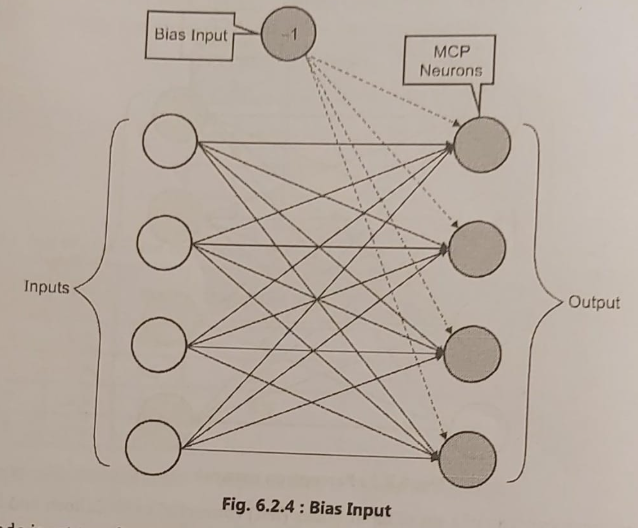 Bias Input
-1
MCP
Neurons
Inputs
Output
Fig. 6.2.4 : Bias Input